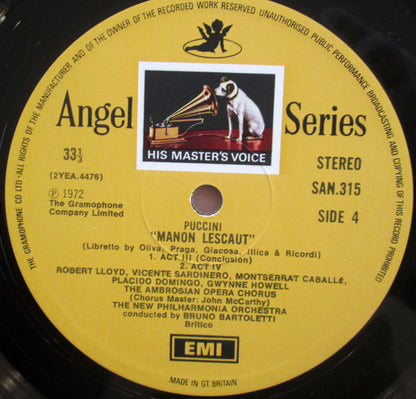 THE GRAMOPHONE CO LTD · ALL RIGHTS OF THE MANUFACTURER AND OF THE OWNER OF THE RECORDED WORK RESERVED UNAUTHORISED PUBLIC PERFORMANCE BROADCASTING AND COPYING OF THIS RECORD PROHIBITED
Angel Series
HIS MASTER'S VOICE
33⅓
(2YEA.4476)
℗ 1972
The Gramophone
Company Limited
STEREO
SAN.315
SIDE 4
PUCCINI
"MANON LESCAUT"
(Libretto by Oliva, Praga, Giacosa, Illica & Ricordi)
1. ACT III (Conclusion)
2. ACT IV
ROBERT LLOYD, VICENTE SARDINERO, MONTSERRAT CABALLÉ,
PLACIDO DOMINGO, GWYNNE HOWELL
THE AMBROSIAN OPERA CHORUS
(Chorus Master: John McCarthy)
THE NEW PHILHARMONIA ORCHESTRA
conducted by BRUNO BARTOLETTI
Britico
EMI
MADE IN GT. BRITAIN